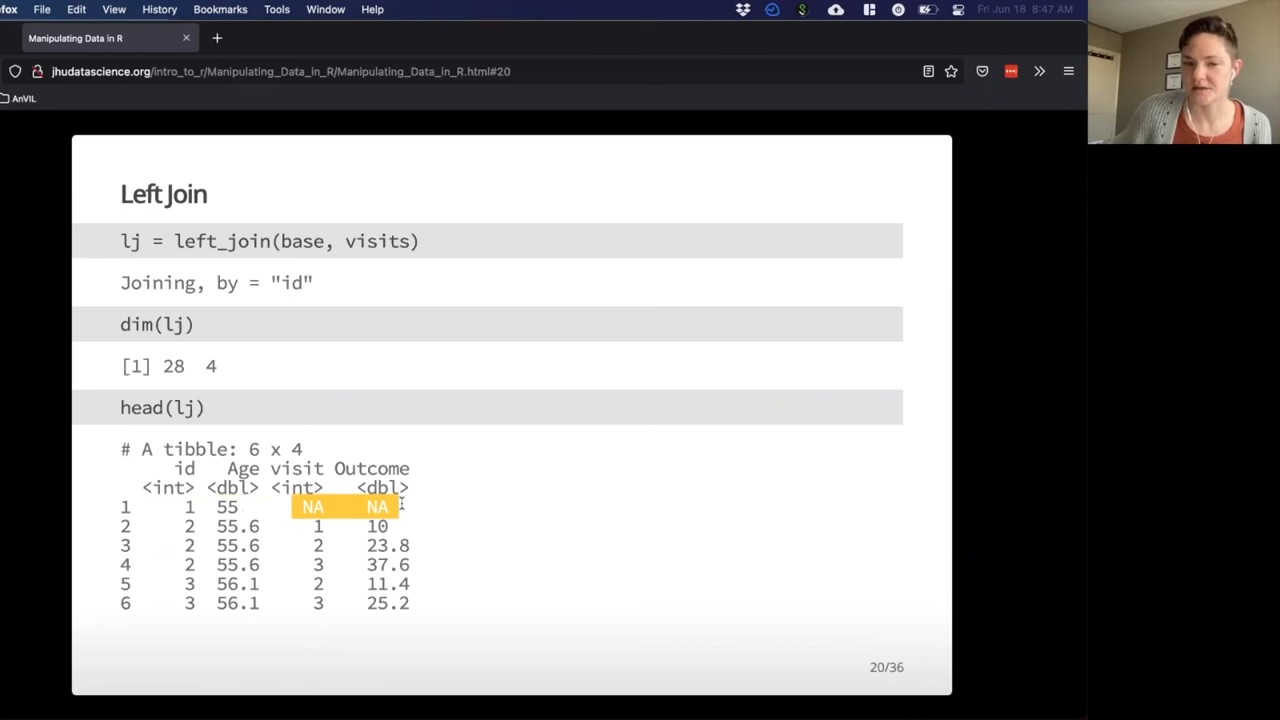 fox File Edit View History Bookmarks Tools Window Help Fri Jun 18 8:47 AM
Manipulating Data in R
jhudatascience.org/intro_to_r/Manipulating_Data_in_R/Manipulating_Data_in_R.html#20
AnVIL
Left Join
lj = left_join(base, visits)
Joining, by = "id"
dim(lj)
[1] 28 4
head(lj)
# A tibble: 6 x 4
id Age visit Outcome
<int> <dbl> <int> <dbl>
1 1 55 NA NA
2 2 55.6 1 10
3 2 55.6 2 23.8
4 2 55.6 3 37.6
5 3 56.1 2 11.4
6 3 56.1 3 25.2
20/36